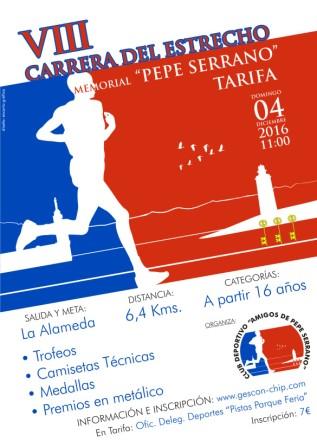 VIII
CARRERA DEL ESTRECHO
MEMORIAL "PEPE SERRANO"
TARIFA
DOMINGO
04
DICIEMBRE
2016
11:00
SALIDA Y META:
La Alameda
DISTANCIA:
6,4 Kms.
CATEGORÍAS:
A partir 16 años
• Trofeos
• Camisetas Técnicas
• Medallas
• Premios en metálico
ORGANIZA:
CLUB DEPORTIVO "AMIGOS DE PEPE SERRANO"
INFORMACIÓN E INSCRIPCIÓN: www.gescon-chip.com
En Tarifa: Ofic. Deleg. Deportes "Pistas Parque Feria"
Inscripción: 7€